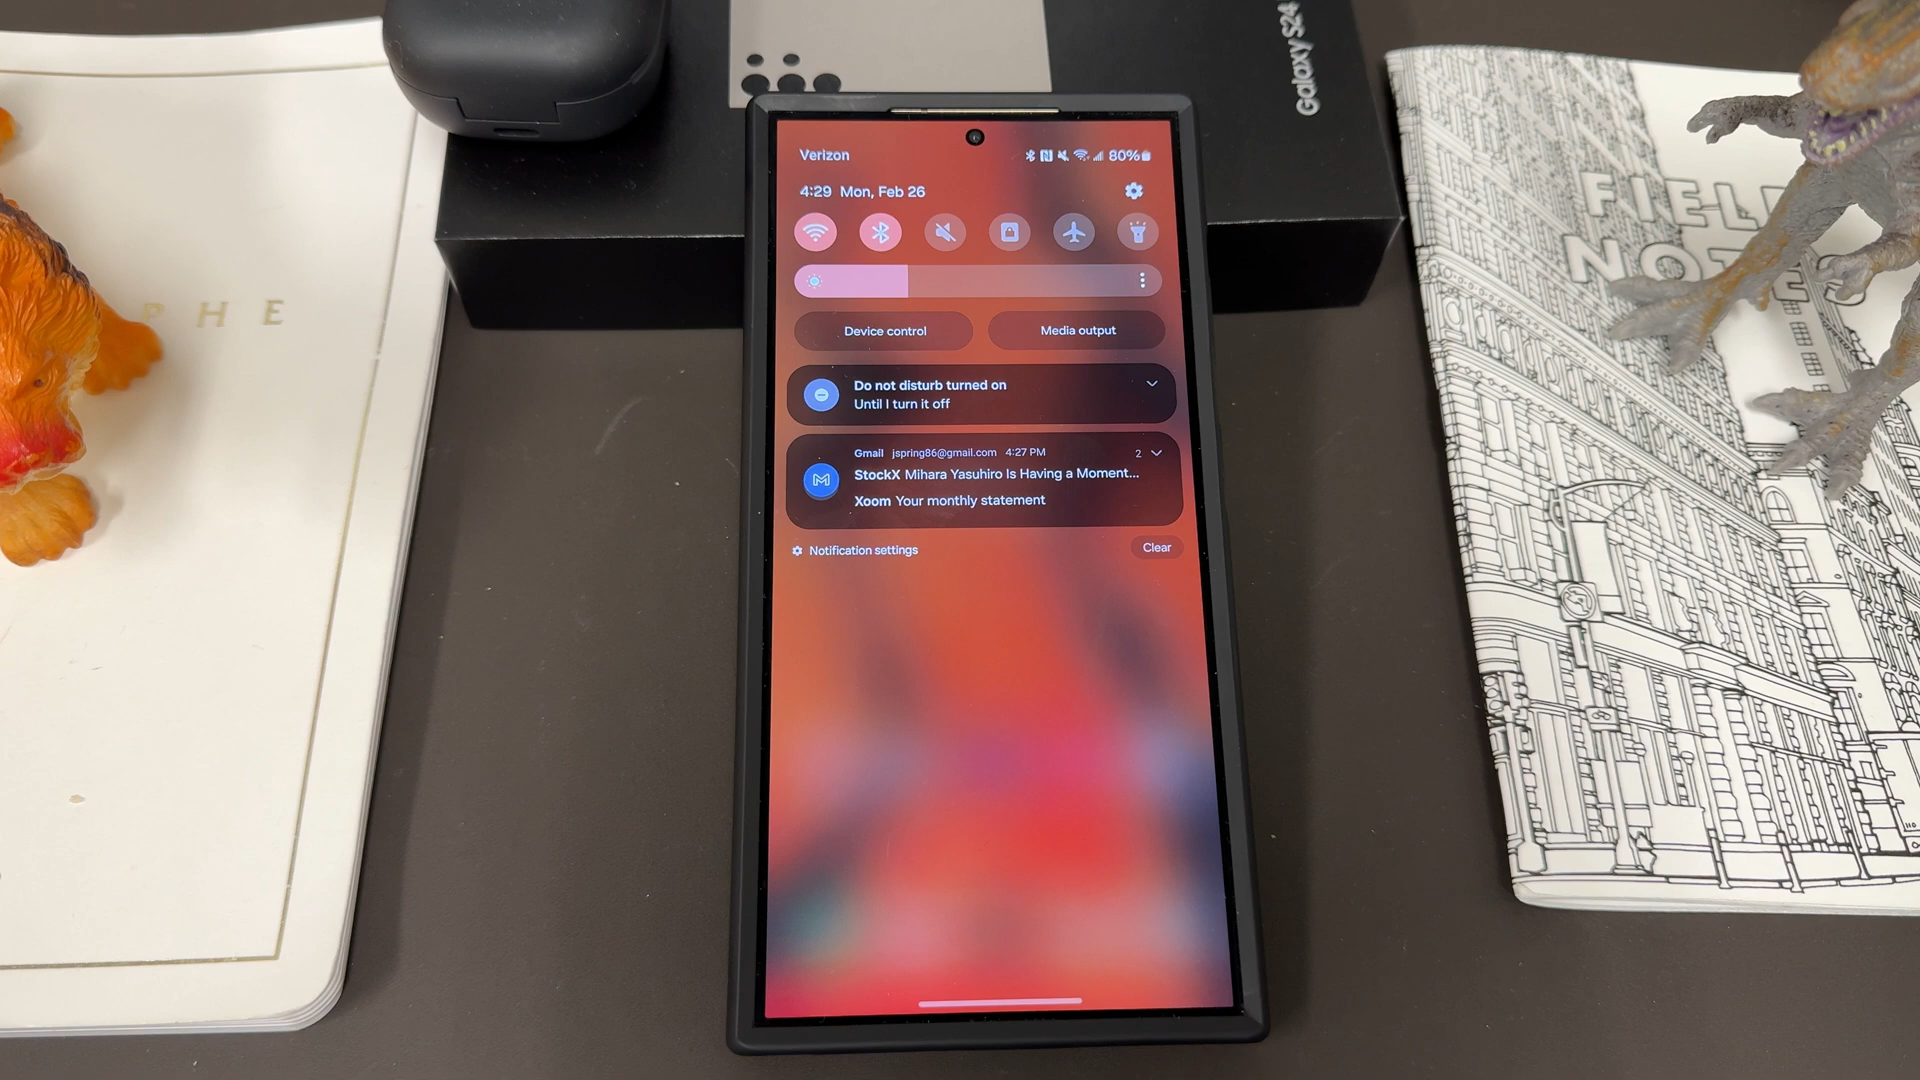 Galaxy S24
PHE
FIEL
NOTES
Verizon
80%
4:29 Mon, Feb 26
Device control
Media output
Do not disturb turned on
Until I turn it off
Gmail jspring86@gmail.com 4:27 PM
2
StockX Mihara Yasuhiro Is Having a Moment...
Xoom Your monthly statement
Notification settings
Clear